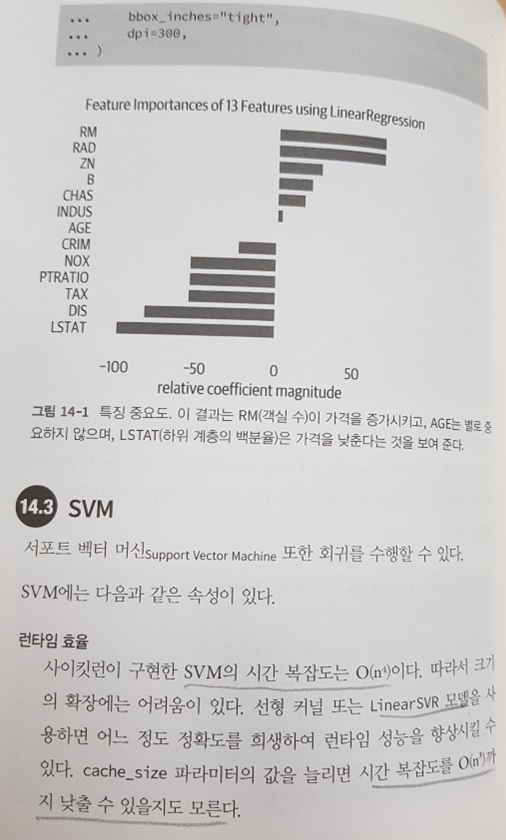 ... bbox_inches="tight",
... dpi=300,
... )
Feature Importances of 13 Features using LinearRegression
RM
RAD
ZN
B
CHAS
INDUS
AGE
CRIM
NOX
PTRATIO
TAX
DIS
LSTAT
-100 -50 0 50
relative coefficient magnitude
그림 14-1 특징 중요도. 이 결과는 RM(객실 수)이 가격을 증가시키고, AGE는 별로 중
요하지 않으며, LSTAT(하위 계층의 백분율)은 가격을 낮춘다는 것을 보여 준다.
14.3 SVM
서포트 벡터 머신Support Vector Machine 또한 회귀를 수행할 수 있다.
SVM에는 다음과 같은 속성이 있다.
런타임 효율
사이킷런이 구현한 SVM의 시간 복잡도는 O(n⁴)이다. 따라서 크기
의 확장에는 어려움이 있다. 선형 커널 또는 LinearSVR 모델을 사
용하면 어느 정도 정확도를 희생하여 런타임 성능을 향상시킬 수
있다. cache_size 파라미터의 값을 늘리면 시간 복잡도를 O(n³)까
지 낮출 수 있을지도 모른다.